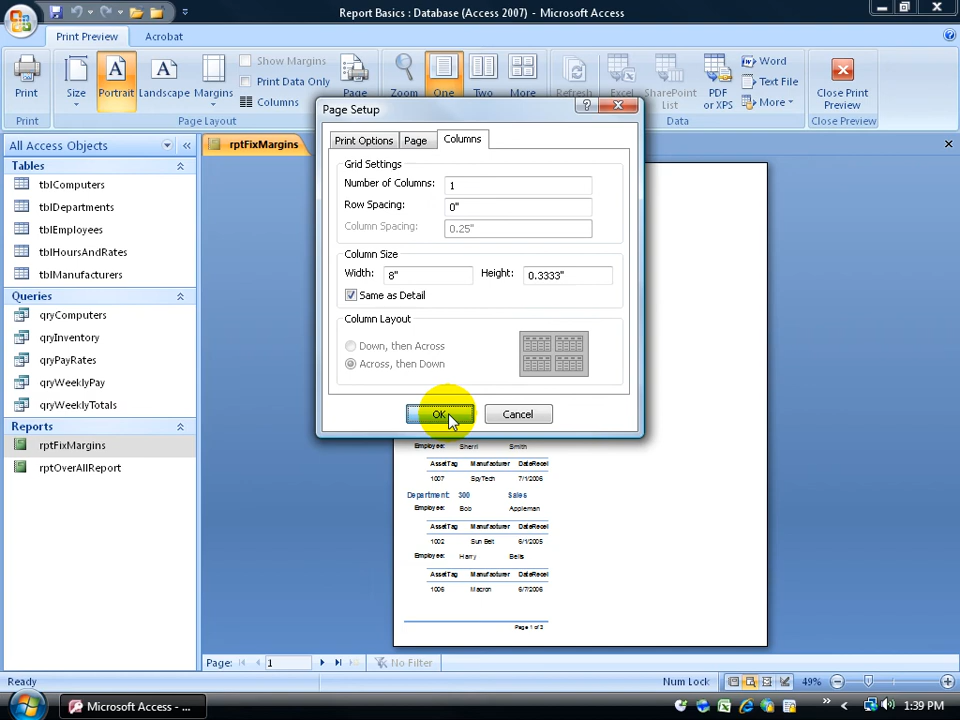 Report Basics : Database (Access 2007) - Microsoft Access
Print Preview
Acrobat
Print
Size
Portrait
Landscape
Margins
Show Margins
Print Data Only
Columns
Page
Zoom
One
Two
More
Refresh
Excel
SharePoint
List
PDF
or XPS
Word
Text File
More
Close Print
Preview
Print
Page Layout
Data
Close Preview
All Access Objects
«
rptFixMargins
Tables
tblComputers
tblDepartments
tblEmployees
tblHoursAndRates
tblManufacturers
Queries
qryComputers
qryInventory
qryPayRates
qryWeeklyPay
qryWeeklyTotals
Reports
rptFixMargins
rptOverAllReport
Page Setup
Print Options
Page
Columns
Grid Settings
Number of Columns: 1
Row Spacing: 0"
Column Spacing: 0.25"
Column Size
Width: 8" Height: 0.3333"
Same as Detail
Column Layout
Down, then Across
Across, then Down
OK
Cancel
Employee: Sherri Smith
AssetTag Manufacturer DateRecei
1007 SpyTech 7/1/2006
Department: 300 Sales
Employee: Bob Appleman
AssetTag Manufacturer DateRecei
1002 Sun Belt 6/1/2005
Employee: Harry Bells
AssetTag Manufacturer DateRecei
1006 Macron 6/7/2006
Page 1 of 2
Page: 1
No Filter
Ready
Num Lock
49%
Microsoft Access - ...
1:39 PM